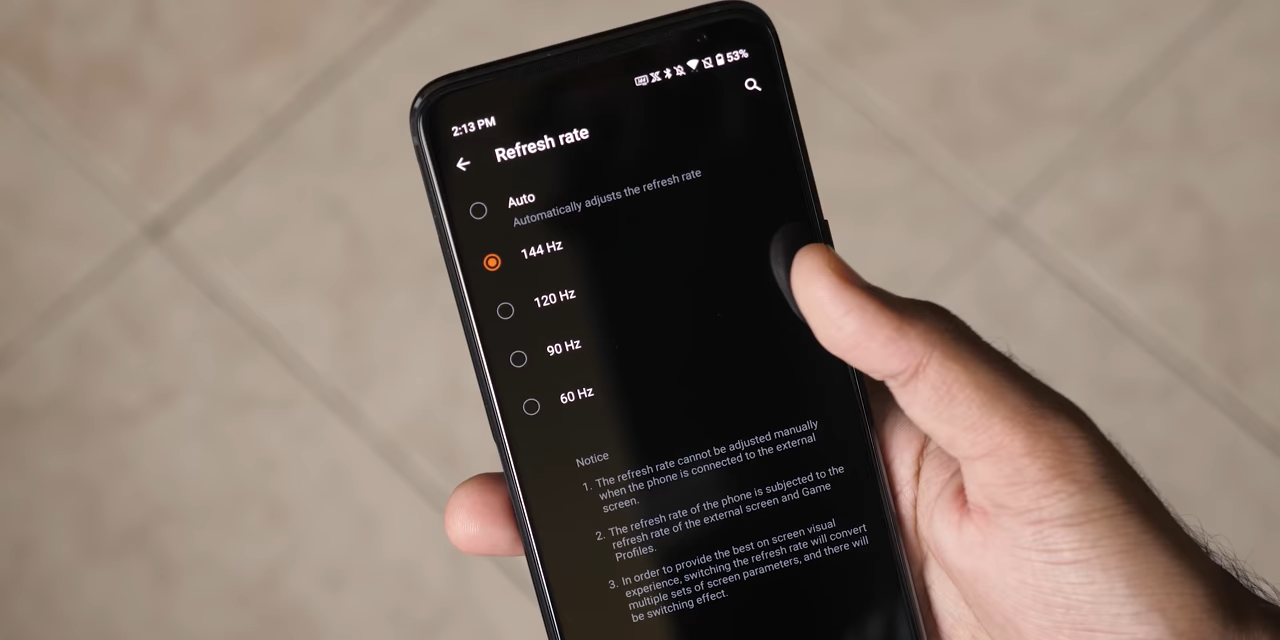 53%
2:13 PM
Refresh rate
Auto
Automatically adjusts the refresh rate
144 Hz
120 Hz
90 Hz
60 Hz
Notice
1. The refresh rate cannot be adjusted manually
when the phone is connected to the external
screen.
2. The refresh rate of the phone is subjected to the
refresh rate of the external screen and Game
Profiles.
3. In order to provide the best on screen visual
experience, switching the refresh rate will convert
multiple sets of screen parameters, and there will
be switching effect.